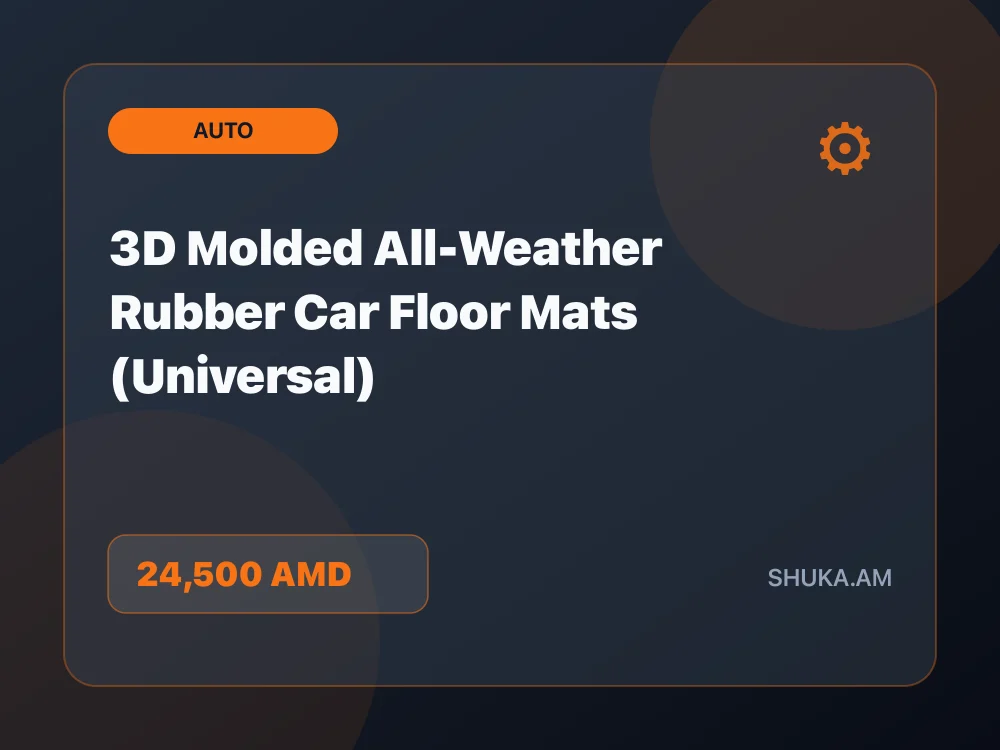 AUTO
3D Molded All-Weather
Rubber Car Floor Mats
(Universal)
24,500 AMD
SHUKA.AM